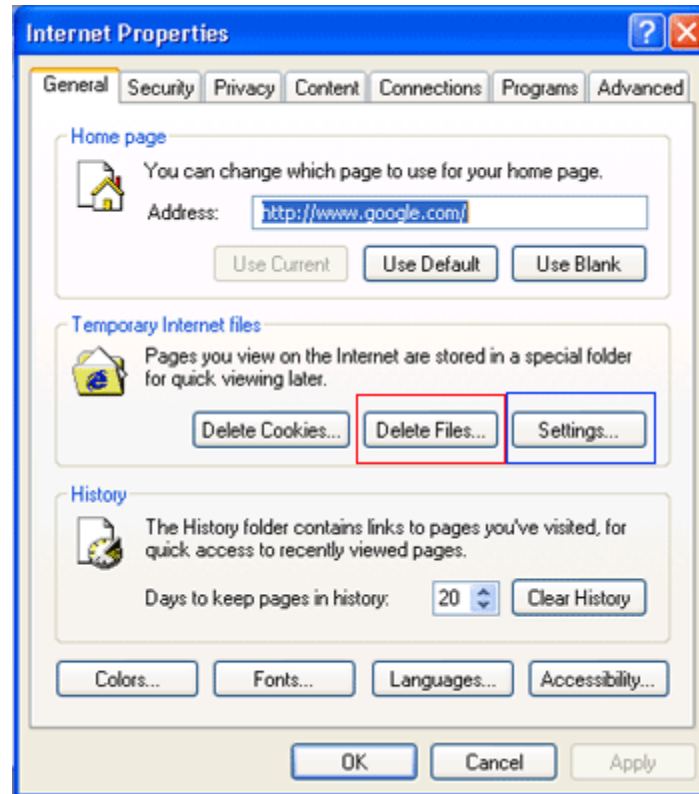 Internet Properties
General Security Privacy Content Connections Programs Advanced
Home page
You can change which page to use for your home page.
Address: http://www.google.com/
Use Current Use Default Use Blank
Temporary Internet files
Pages you view on the Internet are stored in a special folder
for quick viewing later.
Delete Cookies... Delete Files... Settings...
History
The History folder contains links to pages you've visited, for
quick access to recently viewed pages.
Days to keep pages in history: 20 Clear History
Colors... Fonts... Languages... Accessibility...
OK Cancel Apply